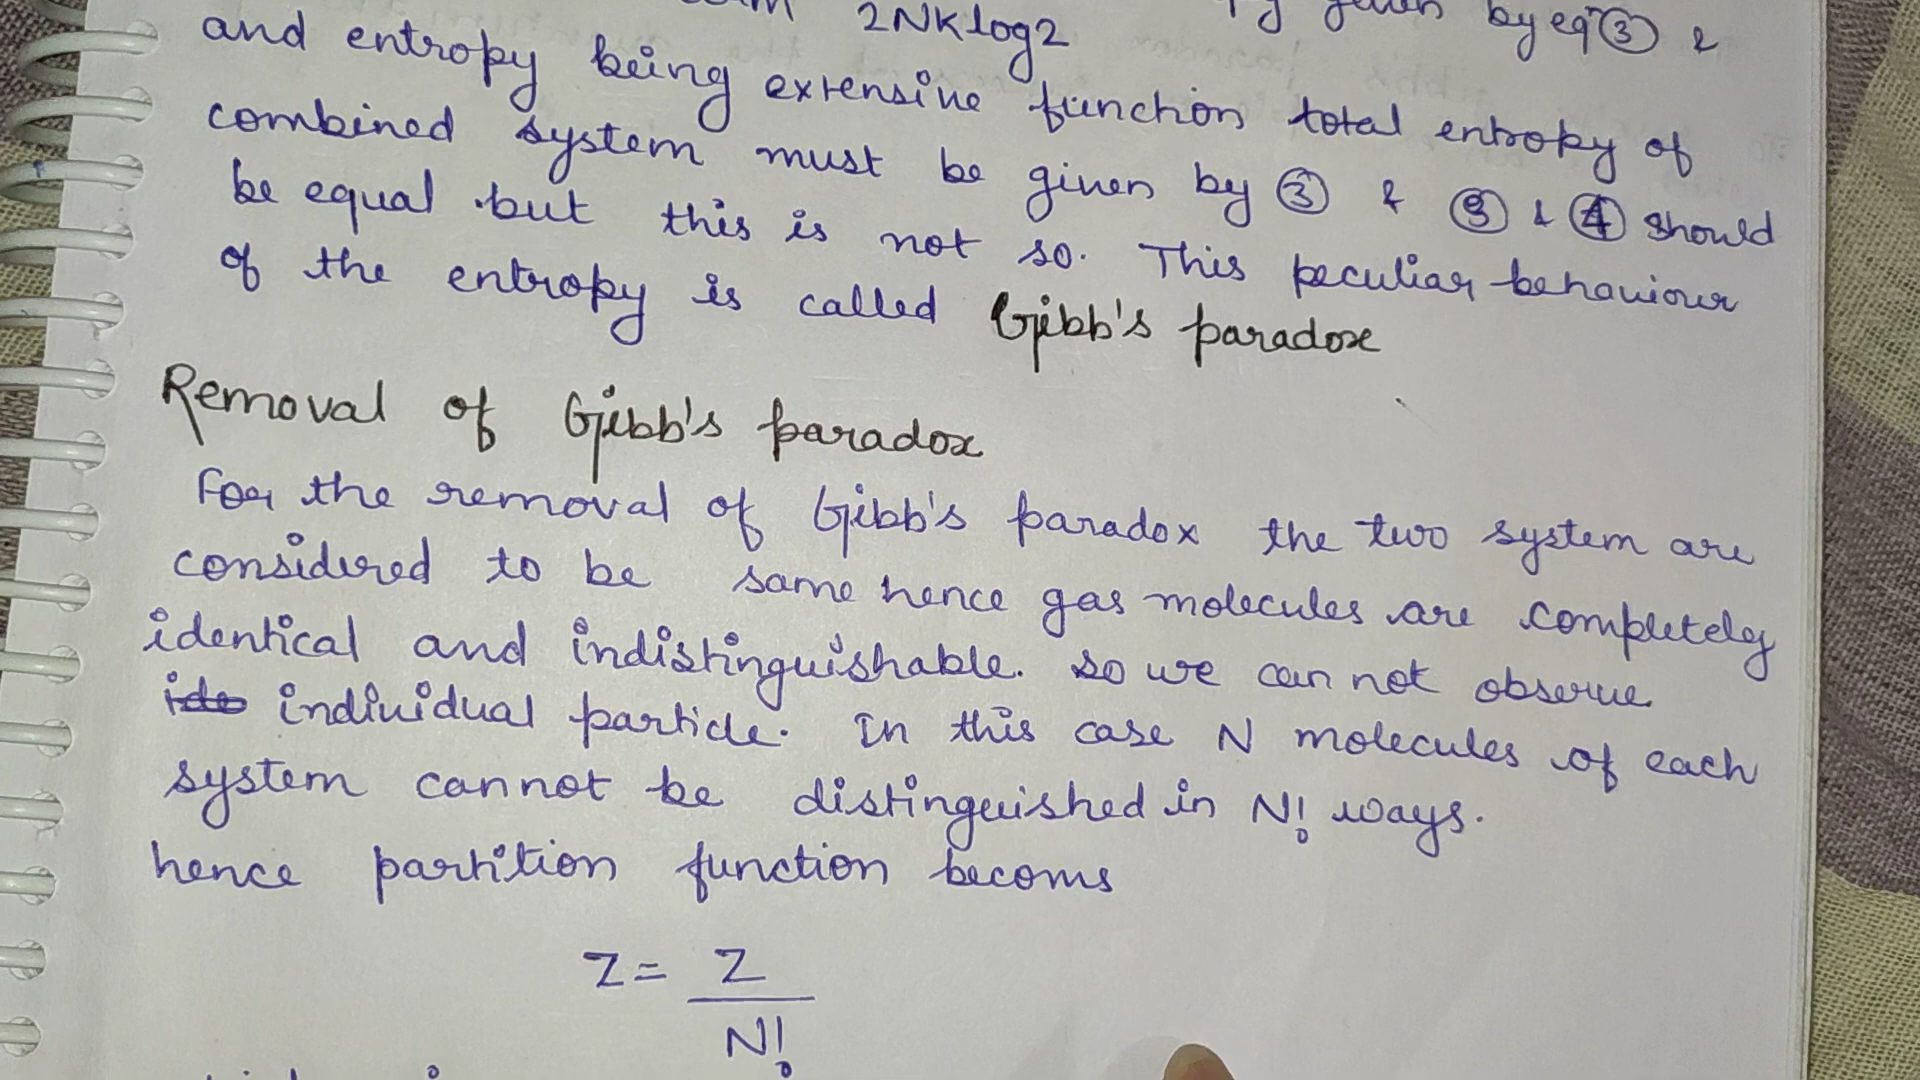 2NKlog2 by eqⁿ ③ &
and entropy being extensive function total entropy of
combined system must be given by ③ & ③ & ④ should
be equal but this is not so. This peculiar behaviour
of the entropy is called Gibb's paradox
Removal of Gibb's paradox
For the removal of Gibb's paradox the two system are
considered to be same hence gas molecules are completely
identical and indistinguishable. so we can not observe
individual particle. In this case N molecules of each
system cannot be distinguished in N! ways.
hence partition function becoms
Z = Z / N!